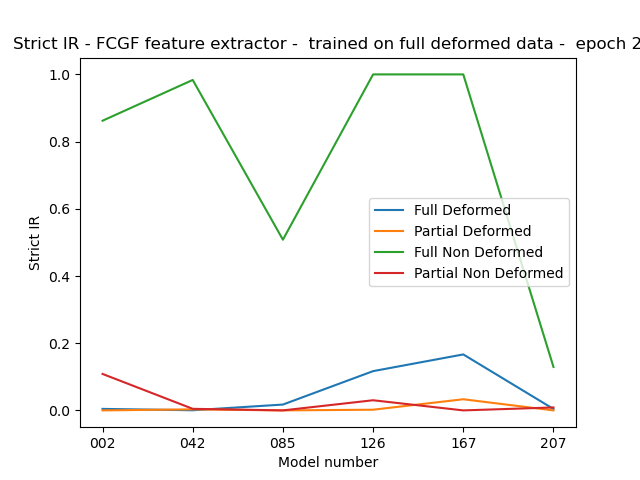 Strict IR - FCGF feature extractor -  trained on full deformed data -  epoch 2
1.0
0.8
0.6
0.4
0.2
0.0
Strict IR
Full Deformed
Partial Deformed
Full Non Deformed
Partial Non Deformed
002 042 085 126 167 207
Model number